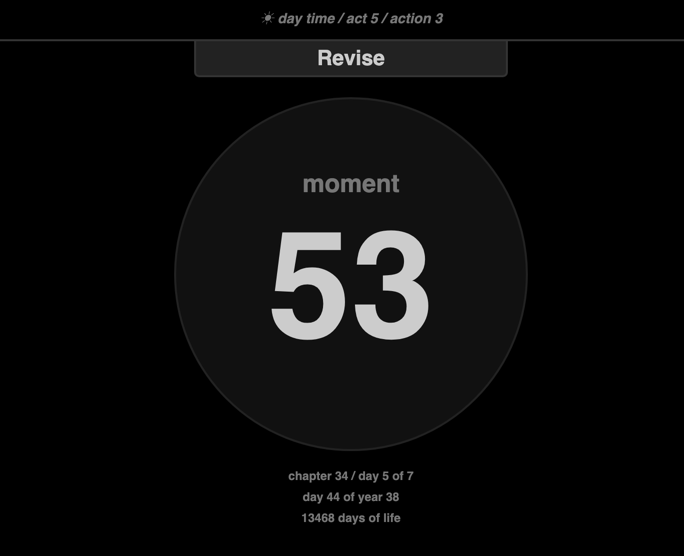 ☀ day time / act 5 / action 3
Revise
moment
53
chapter 34 / day 5 of 7
day 44 of year 38
13468 days of life